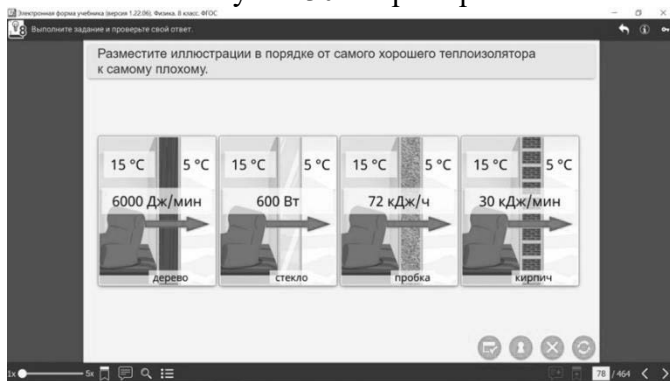 Электронная форма учебника (версия 1.22.06). Физика. 8 класс. ФГОС
8 Выполните задание и проверьте свой ответ.
Разместите иллюстрации в порядке от самого хорошего теплоизолятора
к самому плохому.
15 °C 5 °C 15 °C 5 °C 15 °C 5 °C 15 °C 5 °C
6000 Дж/мин 600 Вт 72 кДж/ч 30 кДж/мин
дерево стекло пробка кирпич
1x 5x 78 / 464